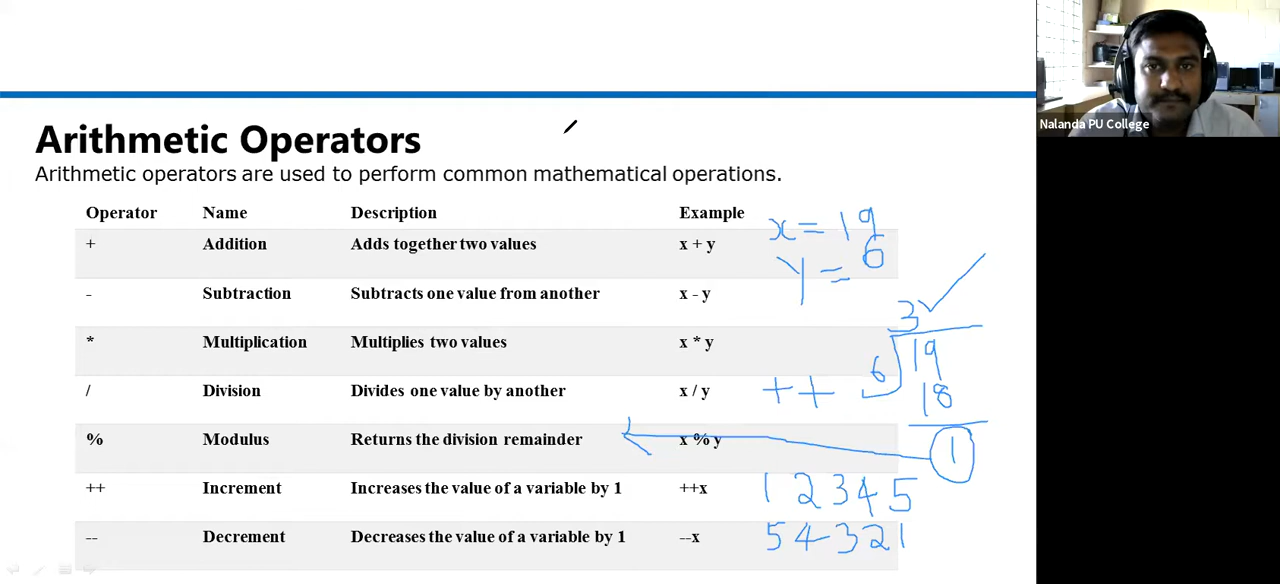 Nalanda PU College
Arithmetic Operators
Arithmetic operators are used to perform common mathematical operations.
Operator Name Description Example
x = 19
+ Addition Adds together two values x + y
Y = 6
- Subtraction Subtracts one value from another x - y
3
* Multiplication Multiplies two values x * y
6 19
/ Division Divides one value by another x / y ++
18
% Modulus Returns the division remainder x % y
1
++ Increment Increases the value of a variable by 1 ++x 1 2 3 4 5
-- Decrement Decreases the value of a variable by 1 --x 5 4 3 2 1